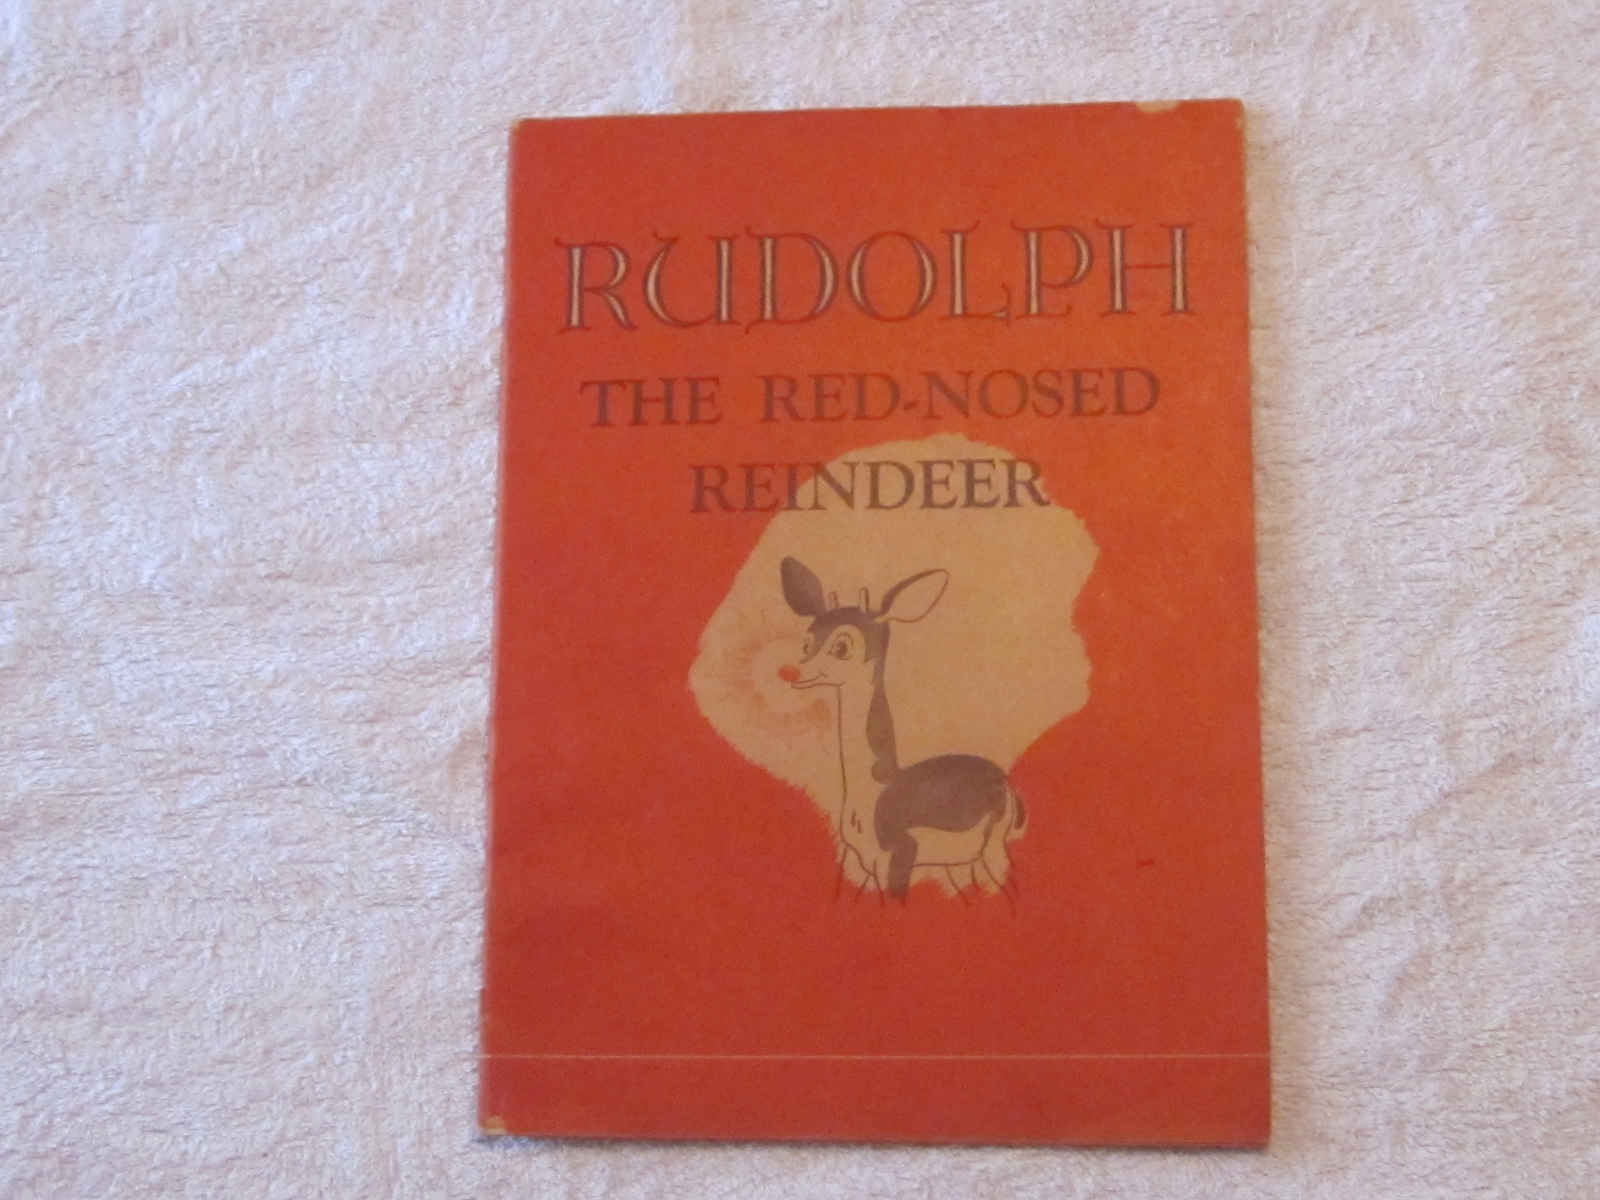 RUDOLPH
THE RED-NOSED
REINDEER